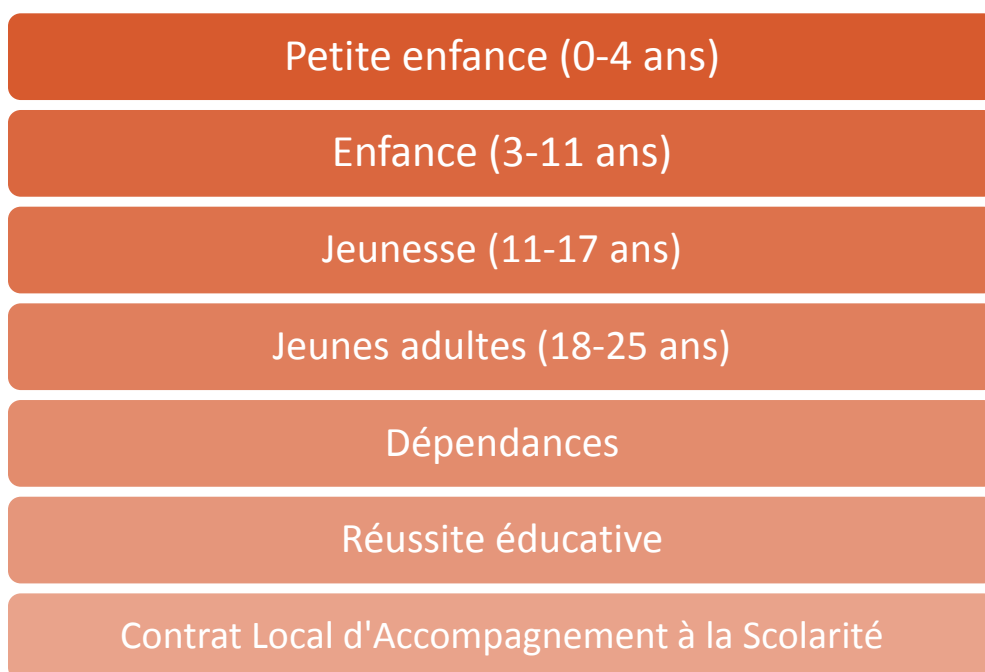 Petite enfance (0-4 ans)
Enfance (3-11 ans)
Jeunesse (11-17 ans)
Jeunes adultes (18-25 ans)
Dépendances
Réussite éducative
Contrat Local d'Accompagnement à la Scolarité